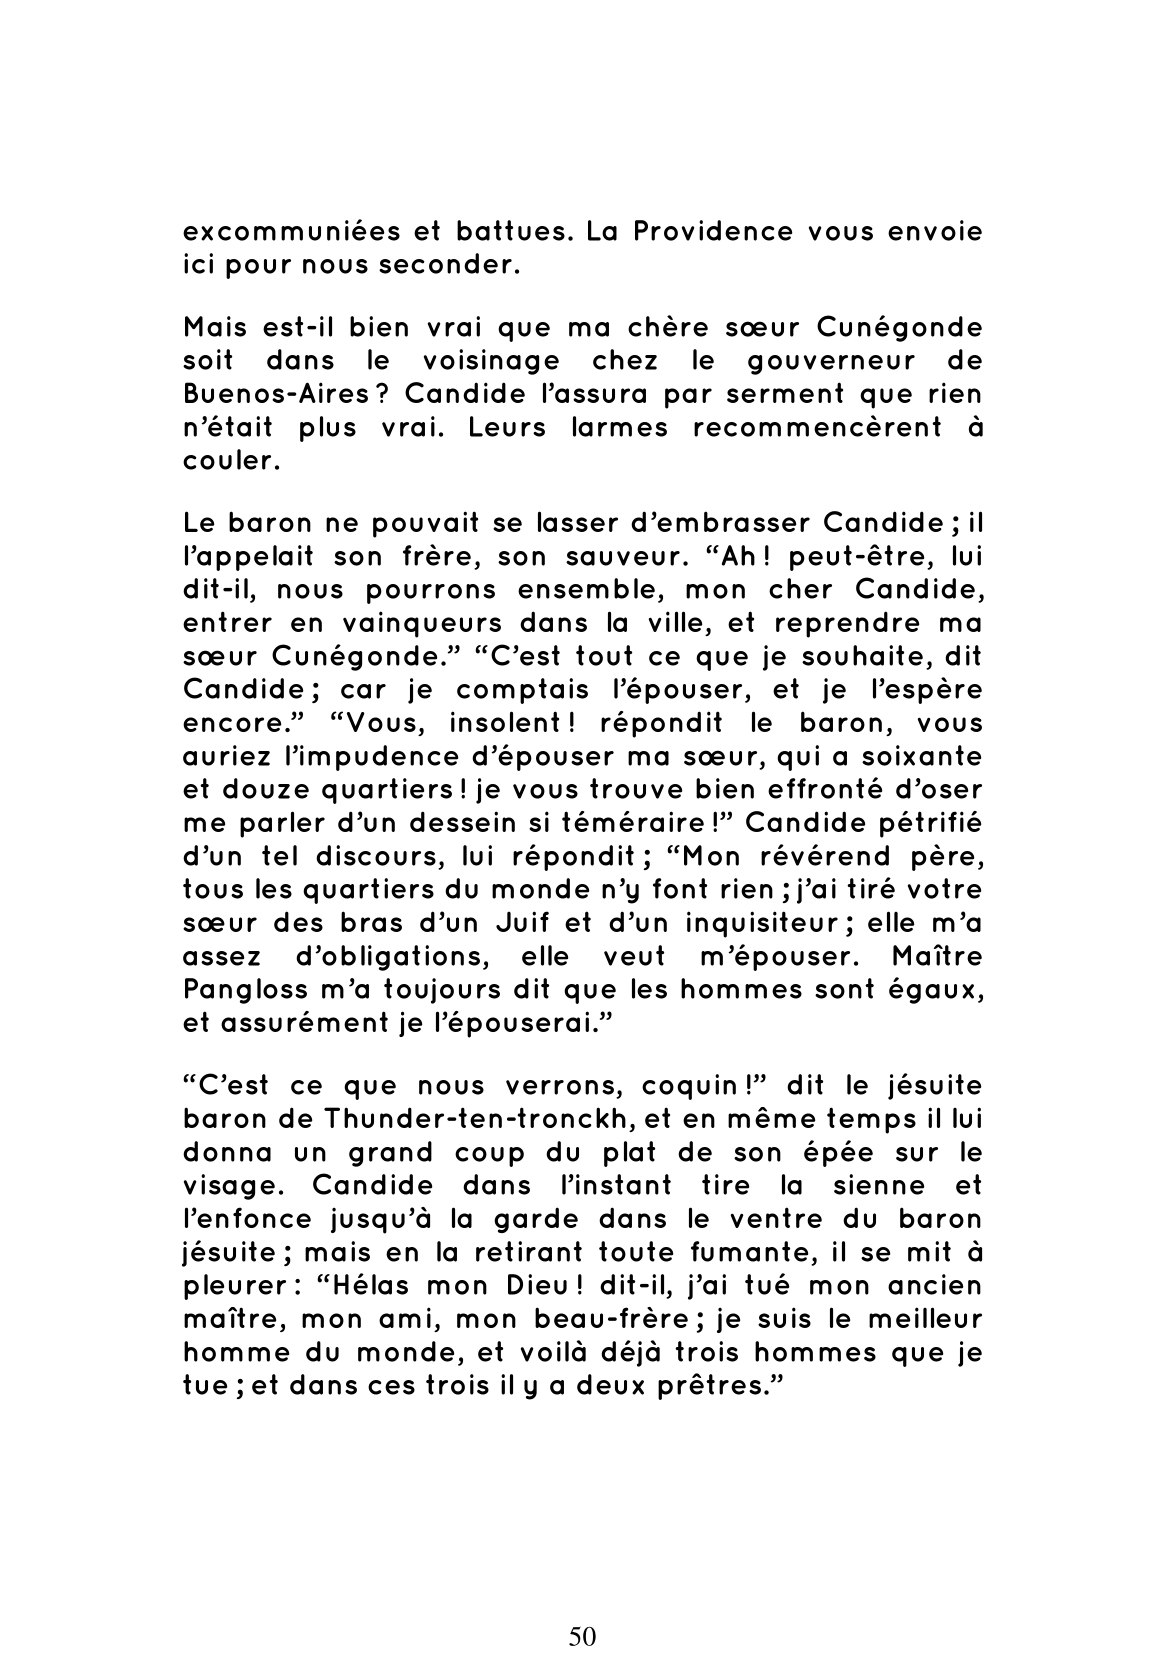 excommuniées et battues. La Providence vous envoie
ici pour nous seconder.
Mais est-il bien vrai que ma chère sœur Cunégonde
soit dans le voisinage chez le gouverneur de
Buenos-Aires ? Candide l’assura par serment que rien
n’était plus vrai. Leurs larmes recommencèrent à
couler.
Le baron ne pouvait se lasser d’embrasser Candide ; il
l’appelait son frère, son sauveur. “Ah ! peut-être, lui
dit-il, nous pourrons ensemble, mon cher Candide,
entrer en vainqueurs dans la ville, et reprendre ma
sœur Cunégonde.” “C’est tout ce que je souhaite, dit
Candide ; car je comptais l’épouser, et je l’espère
encore.” “Vous, insolent ! répondit le baron, vous
auriez l’impudence d’épouser ma sœur, qui a soixante
et douze quartiers ! je vous trouve bien effronté d’oser
me parler d’un dessein si téméraire !” Candide pétrifié
d’un tel discours, lui répondit ; “Mon révérend père,
tous les quartiers du monde n’y font rien ; j’ai tiré votre
sœur des bras d’un Juif et d’un inquisiteur ; elle m’a
assez d’obligations, elle veut m’épouser. Maître
Pangloss m’a toujours dit que les hommes sont égaux,
et assurément je l’épouserai.”
“C’est ce que nous verrons, coquin !” dit le jésuite
baron de Thunder-ten-tronckh, et en même temps il lui
donna un grand coup du plat de son épée sur le
visage. Candide dans l’instant tire la sienne et
l’enfonce jusqu’à la garde dans le ventre du baron
jésuite ; mais en la retirant toute fumante, il se mit à
pleurer : “Hélas mon Dieu ! dit-il, j’ai tué mon ancien
maître, mon ami, mon beau-frère ; je suis le meilleur
homme du monde, et voilà déjà trois hommes que je
tue ; et dans ces trois il y a deux prêtres.”
50